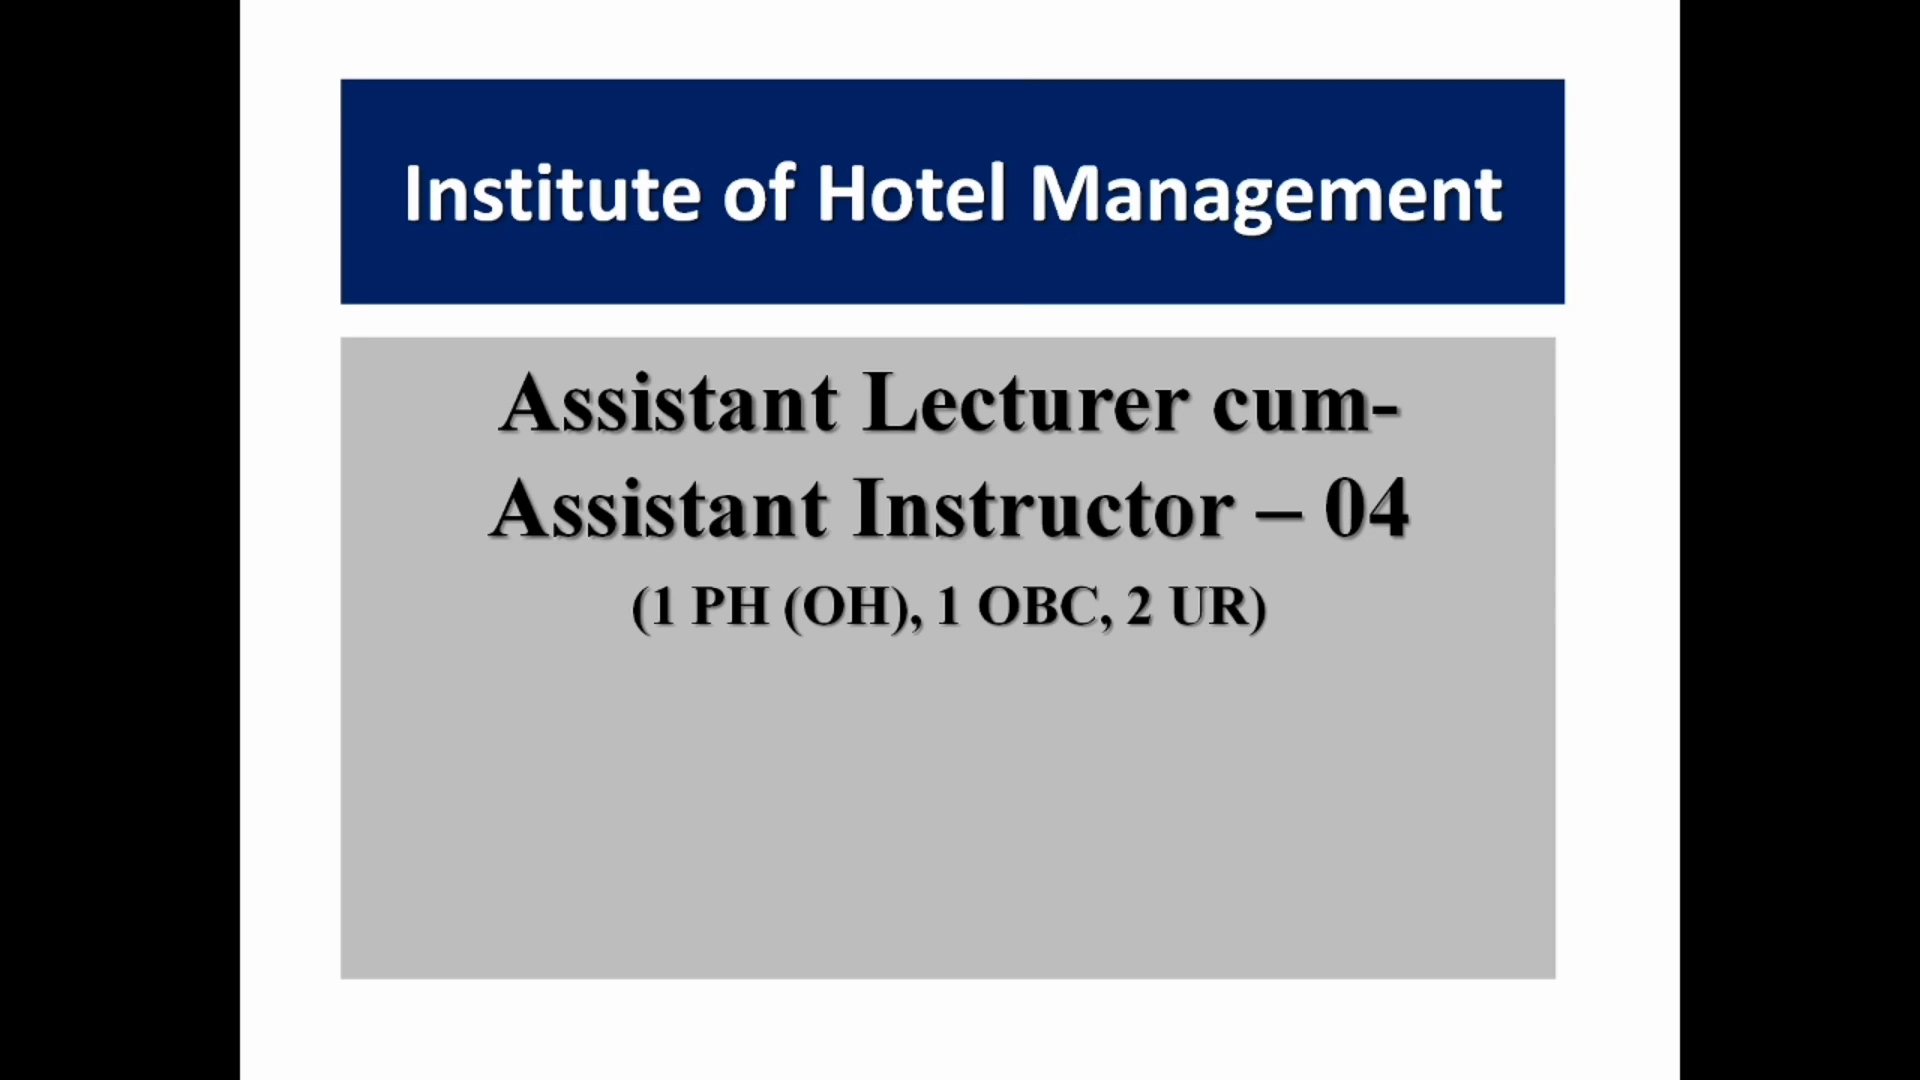 Institute of Hotel Management
Assistant Lecturer cum-
Assistant Instructor – 04
(1 PH (OH), 1 OBC, 2 UR)